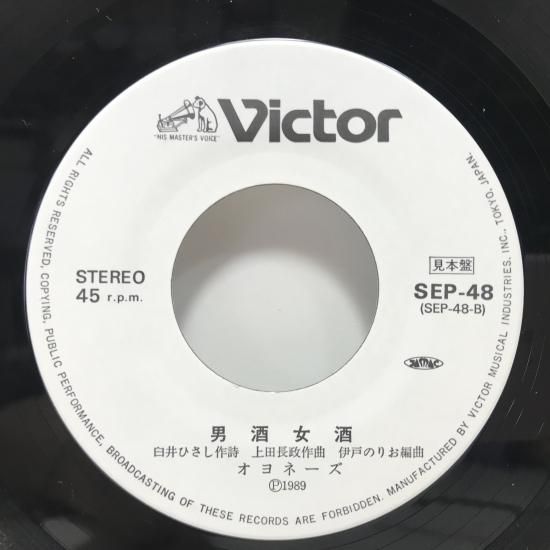 Victor
"HIS MASTER'S VOICE"
STEREO
45 r.p.m.
見本盤
SEP-48
(SEP-48-B)
男酒女酒
臼井ひさし作詩 上田長政作曲 伊戸のりお編曲
オヨネーズ
Ⓟ1989
ALL RIGHTS RESERVED, COPYING, PUBLIC PERFORMANCE, BROADCASTING OF THESE RECORDS ARE FORBIDDEN. MANUFACTURED BY VICTOR MUSICAL INDUSTRIES, INC., TOKYO, JAPAN.